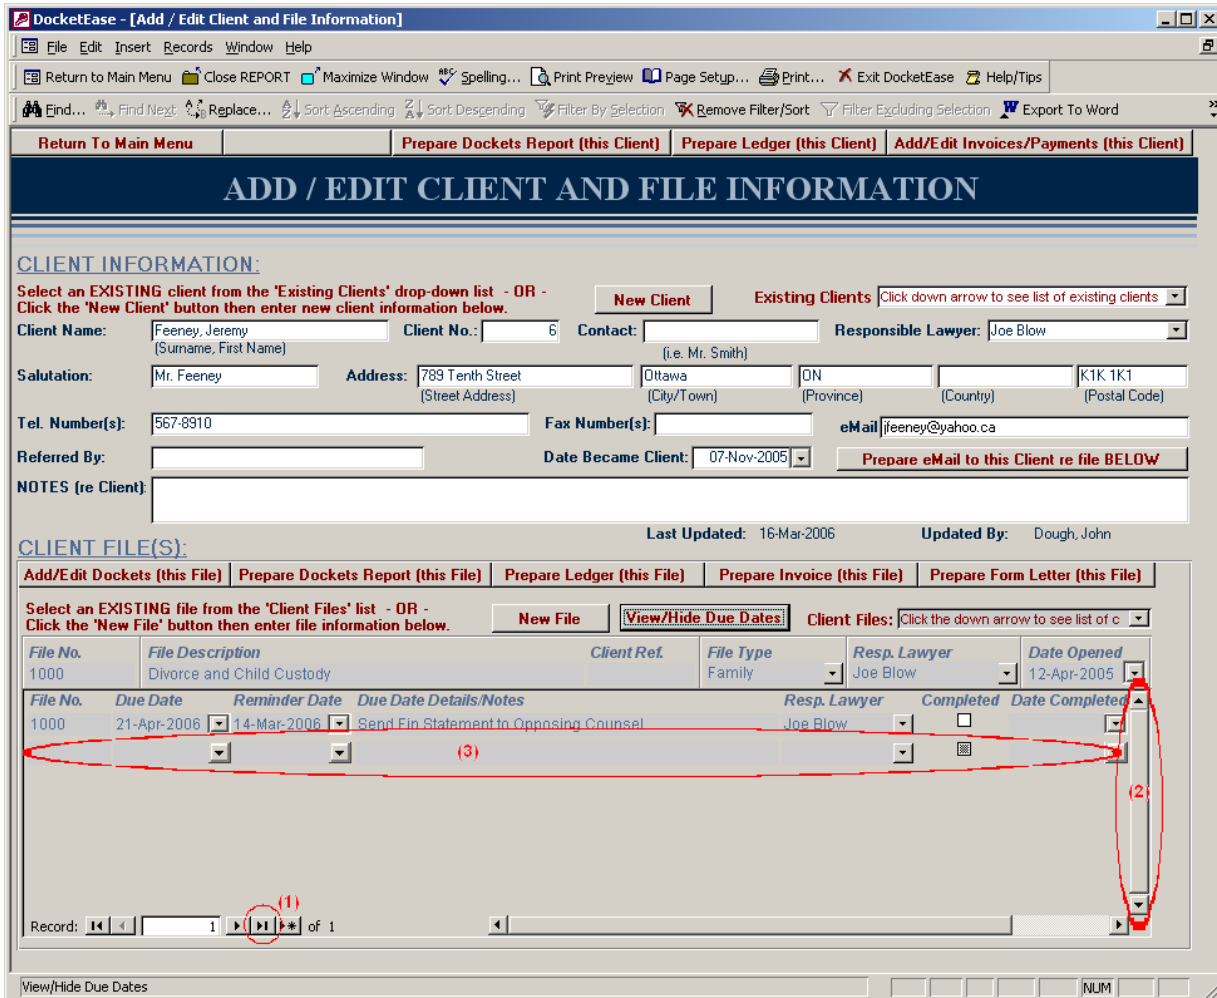 DocketEase - [Add / Edit Client and File Information]
File Edit Insert Records Window Help
Return to Main Menu Close REPORT Maximize Window Spelling... Print Preview Page Setup... Print... Exit DocketEase Help/Tips
Find... Find Next Replace... Sort Ascending Sort Descending Filter By Selection Remove Filter/Sort Filter Excluding Selection Export To Word
Return To Main Menu Prepare Dockets Report (this Client) Prepare Ledger (this Client) Add/Edit Invoices/Payments (this Client)
ADD / EDIT CLIENT AND FILE INFORMATION
CLIENT INFORMATION:
Select an EXISTING client from the 'Existing Clients' drop-down list - OR -
Click the 'New Client' button then enter new client information below.
New Client Existing Clients Click down arrow to see list of existing clients
Client Name: Feeney, Jeremy Client No.: 6 Contact: Responsible Lawyer: Joe Blow
(Surname, First Name) (i.e. Mr. Smith)
Salutation: Mr. Feeney Address: 789 Tenth Street Ottawa ON K1K 1K1
(Street Address) (City/Town) (Province) (Country) (Postal Code)
Tel. Number(s): 567-8910 Fax Number(s): eMail jfeeney@yahoo.ca
Referred By: Date Became Client: 07-Nov-2005 Prepare eMail to this Client re file BELOW
NOTES (re Client):
Last Updated: 16-Mar-2006 Updated By: Dough, John
CLIENT FILE(S):
Add/Edit Dockets (this File) Prepare Dockets Report (this File) Prepare Ledger (this File) Prepare Invoice (this File) Prepare Form Letter (this File)
Select an EXISTING file from the 'Client Files' list - OR -
Click the 'New File' button then enter file information below.
New File View/Hide Due Dates Client Files: Click the down arrow to see list of c
File No. File Description Client Ref. File Type Resp. Lawyer Date Opened
1000 Divorce and Child Custody Family Joe Blow 12-Apr-2005
File No. Due Date Reminder Date Due Date Details/Notes Resp. Lawyer Completed Date Completed
1000 21-Apr-2006 14-Mar-2006 Send Fin Statement to Opposing Counsel Joe Blow
(3)
(2)
(1)
Record: 1 of 1
View/Hide Due Dates NUM